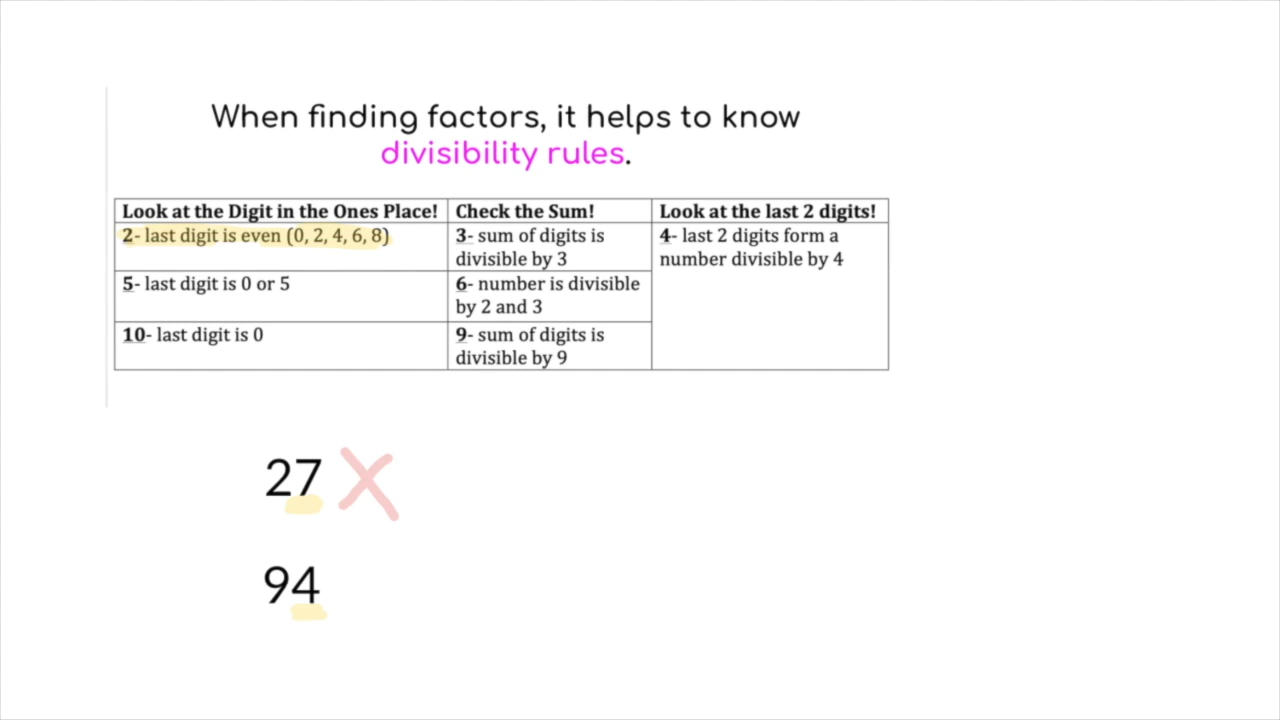 When finding factors, it helps to know
divisibility rules.
Look at the Digit in the Ones Place! Check the Sum! Look at the last 2 digits!
2- last digit is even (0, 2, 4, 6, 8) 3- sum of digits is 4- last 2 digits form a
divisible by 3 number divisible by 4
5- last digit is 0 or 5 6- number is divisible
by 2 and 3
10- last digit is 0 9- sum of digits is
divisible by 9
27 X
94